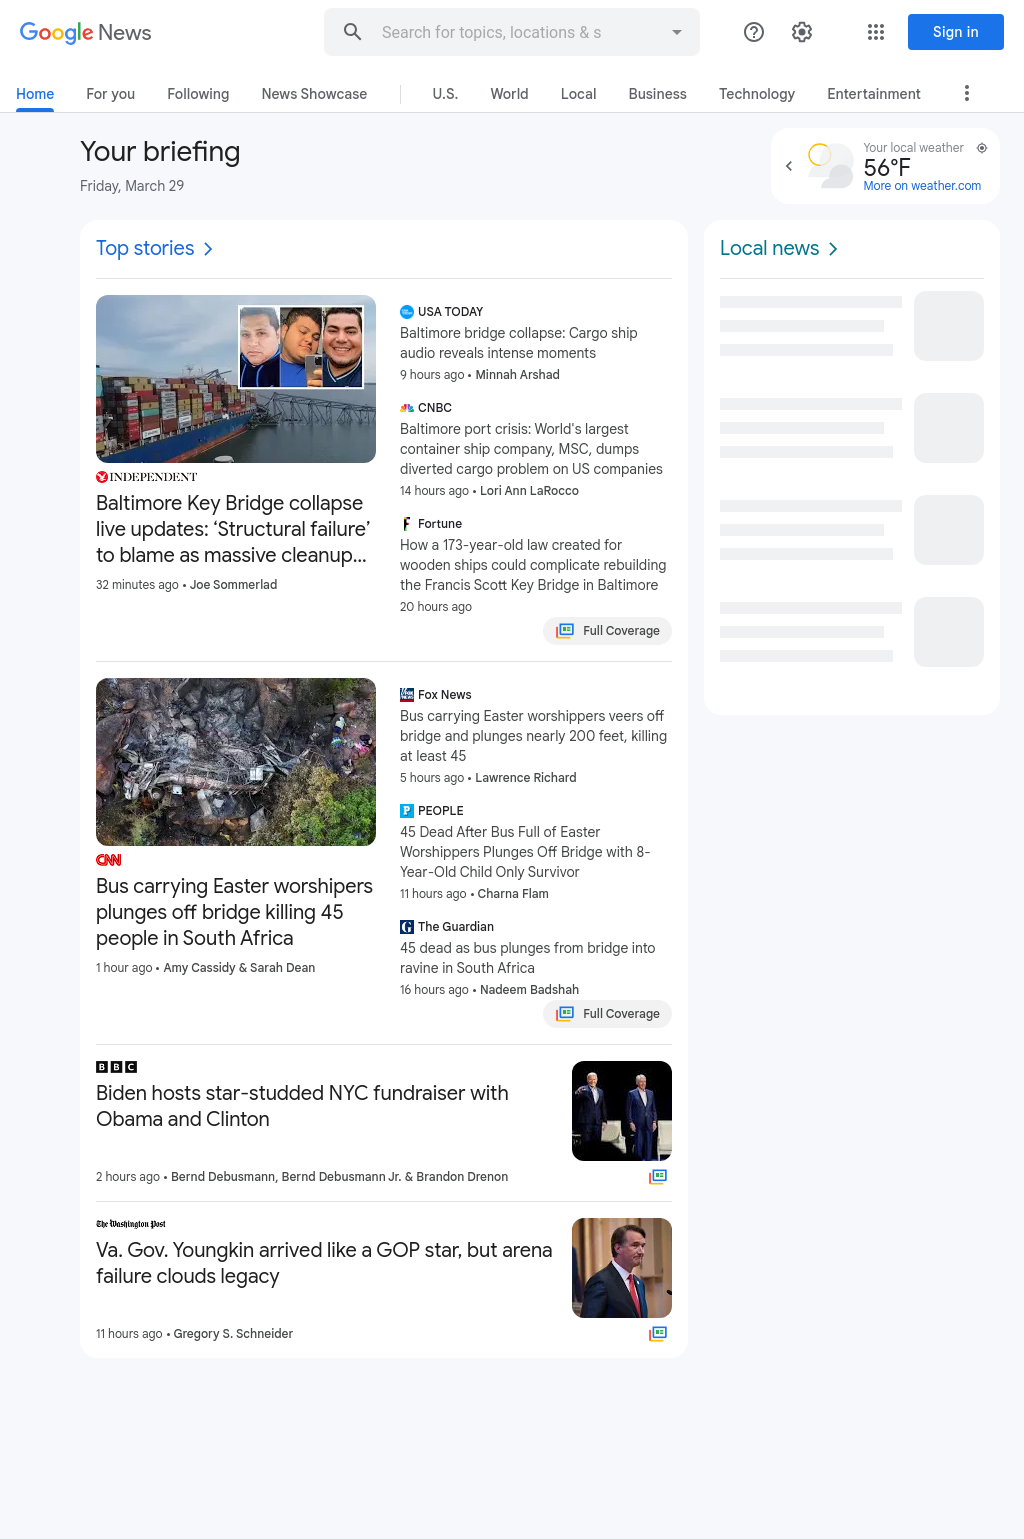 Google News
Search for topics, locations & s
Sign in
Home
For you
Following
News Showcase
U.S.
World
Local
Business
Technology
Entertainment
Your briefing
Friday, March 29
Your local weather
56°F
More on weather.com
Top stories
INDEPENDENT
Baltimore Key Bridge collapse
live updates: ‘Structural failure’
to blame as massive cleanup...
32 minutes ago • Joe Sommerlad
USA TODAY
Baltimore bridge collapse: Cargo ship
audio reveals intense moments
9 hours ago • Minnah Arshad
CNBC
Baltimore port crisis: World's largest
container ship company, MSC, dumps
diverted cargo problem on US companies
14 hours ago • Lori Ann LaRocco
Fortune
How a 173-year-old law created for
wooden ships could complicate rebuilding
the Francis Scott Key Bridge in Baltimore
20 hours ago
Full Coverage
CNN
Bus carrying Easter worshipers
plunges off bridge killing 45
people in South Africa
1 hour ago • Amy Cassidy & Sarah Dean
Fox News
Bus carrying Easter worshippers veers off
bridge and plunges nearly 200 feet, killing
at least 45
5 hours ago • Lawrence Richard
PEOPLE
45 Dead After Bus Full of Easter
Worshippers Plunges Off Bridge with 8-
Year-Old Child Only Survivor
11 hours ago • Charna Flam
The Guardian
45 dead as bus plunges from bridge into
ravine in South Africa
16 hours ago • Nadeem Badshah
Full Coverage
BBC
Biden hosts star-studded NYC fundraiser with
Obama and Clinton
2 hours ago • Bernd Debusmann, Bernd Debusmann Jr. & Brandon Drenon
The Washington Post
Va. Gov. Youngkin arrived like a GOP star, but arena
failure clouds legacy
11 hours ago • Gregory S. Schneider
Local news